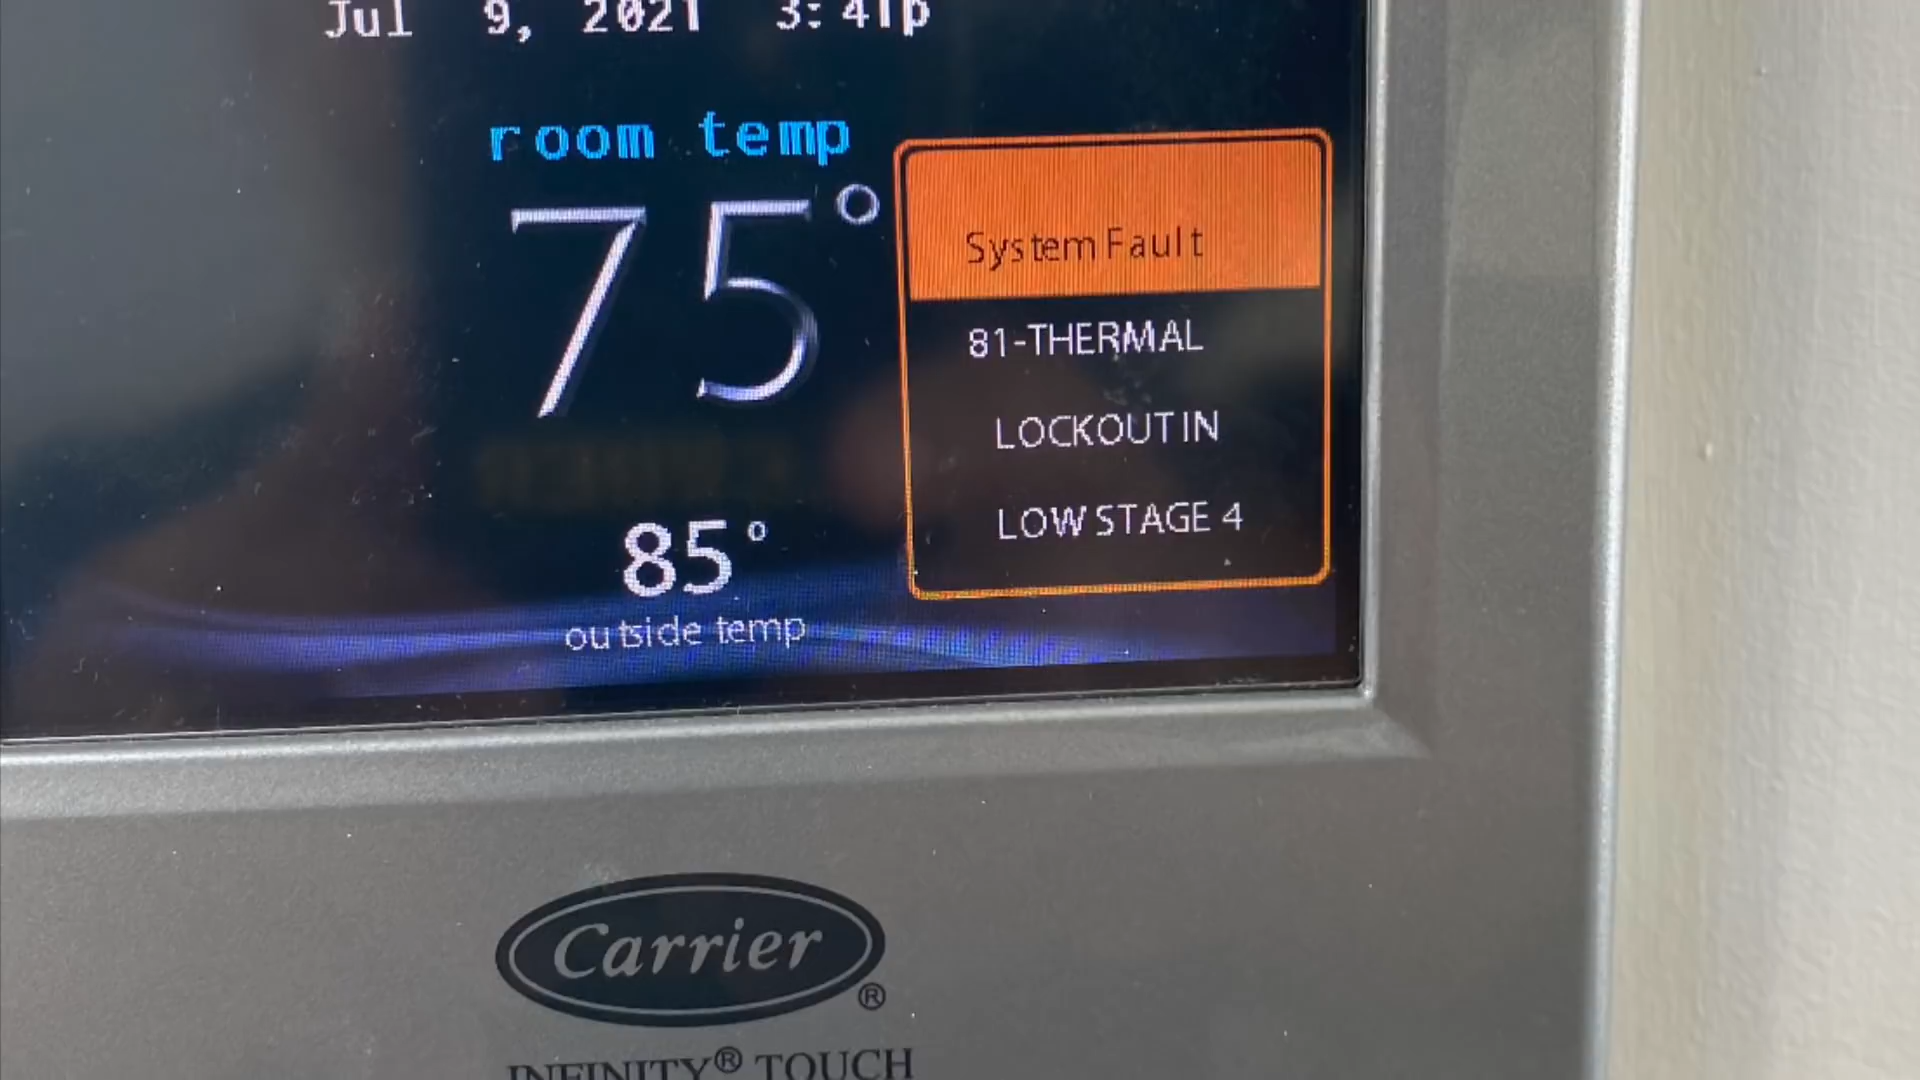 Jul 9, 2021 3:41p
room temp
75°
System Fault
81-THERMAL
LOCKOUT IN
LOW STAGE 4
85°
outside temp
Carrier®
INFINITY® TOUCH